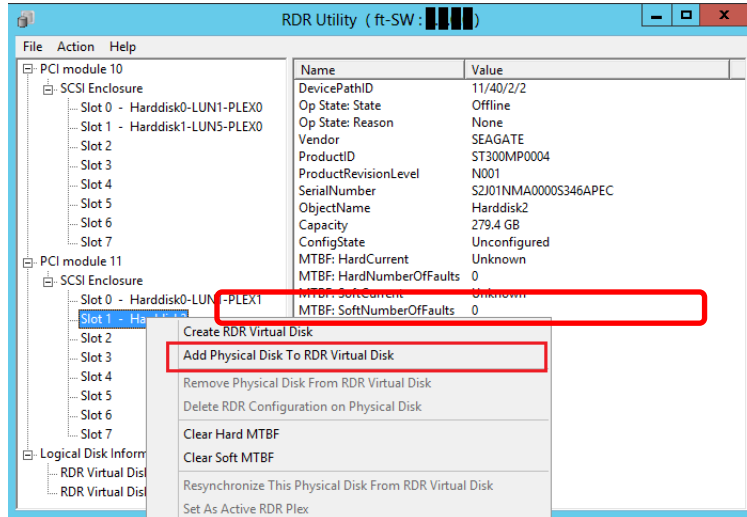 RDR Utility ( ft-SW : )
File Action Help
PCI module 10
SCSI Enclosure
Slot 0 - Harddisk0-LUN1-PLEX0
Slot 1 - Harddisk1-LUN5-PLEX0
Slot 2
Slot 3
Slot 4
Slot 5
Slot 6
Slot 7
PCI module 11
SCSI Enclosure
Slot 0 - Harddisk0-LUN1-PLEX1
Slot 1 - Harddisk2
Slot 2
Slot 3
Slot 4
Slot 5
Slot 6
Slot 7
Logical Disk Inform
RDR Virtual Disk
RDR Virtual Disk
Name Value
DevicePathID 11/40/2/2
Op State: State Offline
Op State: Reason None
Vendor SEAGATE
ProductID ST300MP0004
ProductRevisionLevel N001
SerialNumber S2J01NMA0000S346APEC
ObjectName Harddisk2
Capacity 279.4 GB
ConfigState Unconfigured
MTBF: HardCurrent Unknown
MTBF: HardNumberOfFaults 0
MTBF: SoftCurrent Unknown
MTBF: SoftNumberOfFaults 0
Create RDR Virtual Disk
Add Physical Disk To RDR Virtual Disk
Remove Physical Disk From RDR Virtual Disk
Delete RDR Configuration on Physical Disk
Clear Hard MTBF
Clear Soft MTBF
Resynchronize This Physical Disk From RDR Virtual Disk
Set As Active RDR Plex